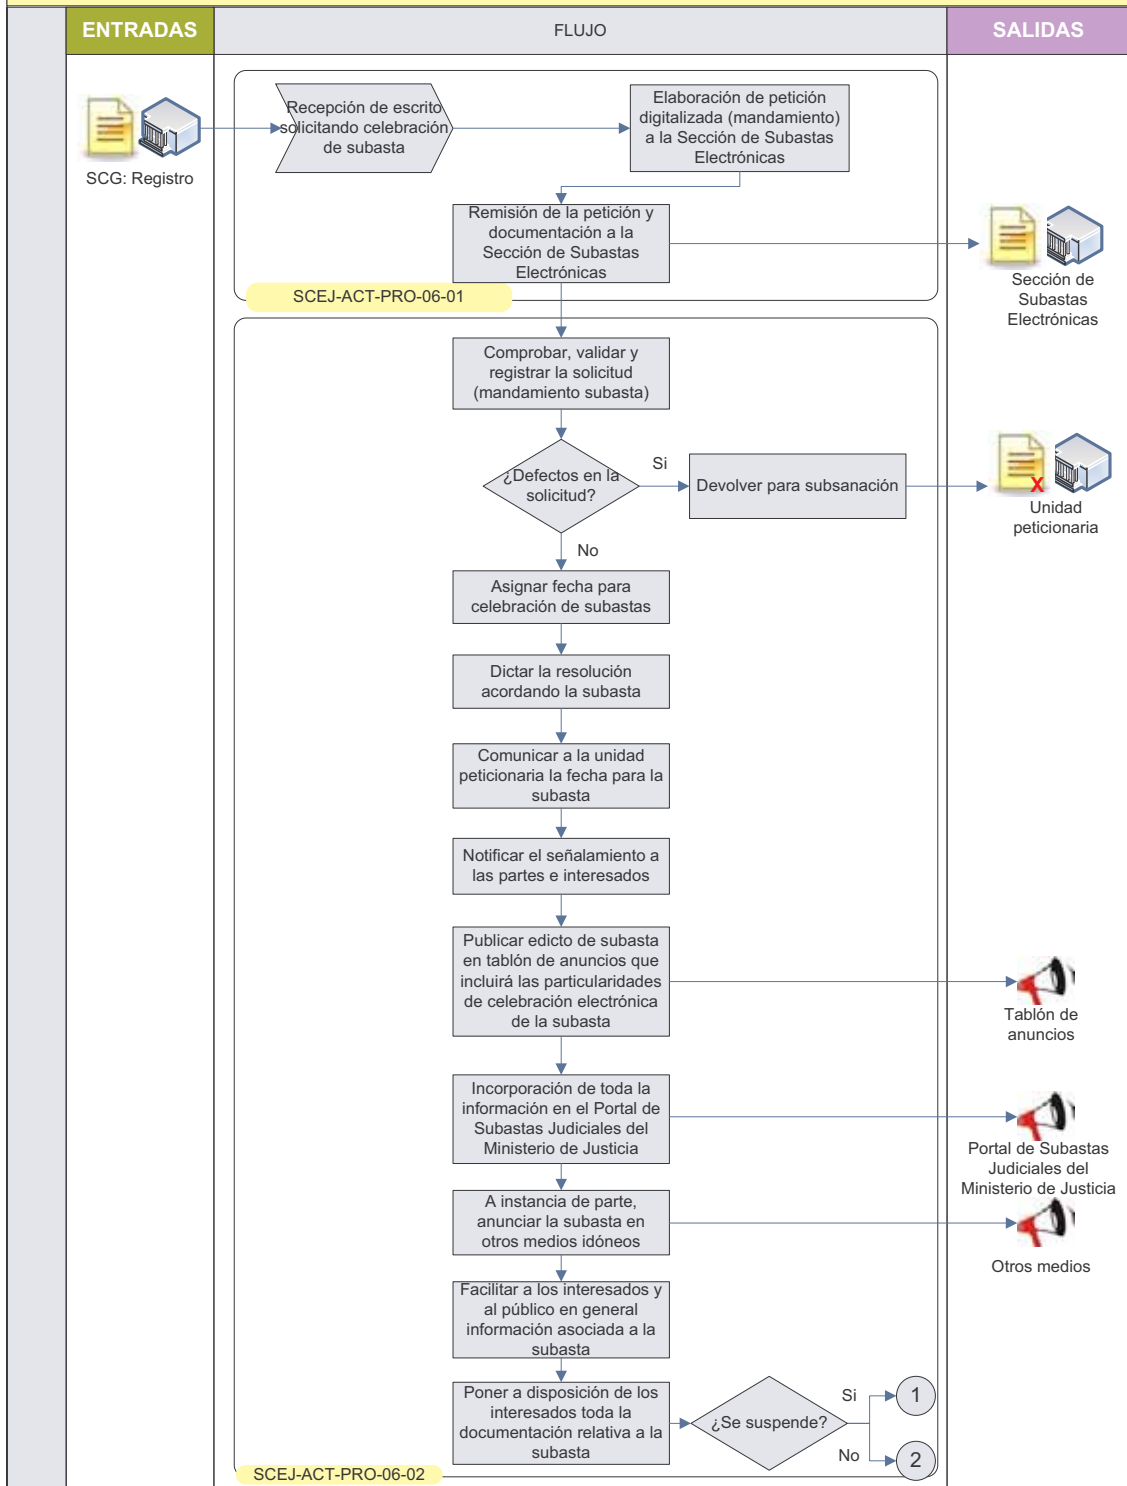 ENTRADAS
FLUJO
SALIDAS
Recepción de escrito
solicitando celebración
de subasta
Elaboración de petición
digitalizada (mandamiento)
a la Sección de Subastas
Electrónicas
SCG: Registro
Remisión de la petición y
documentación a la
Sección de Subastas
Electrónicas
Sección de
Subastas
Electrónicas
SCEJ-ACT-PRO-06-01
Comprobar, validar y
registrar la solicitud
(mandamiento subasta)
¿Defectos en la
solicitud?
Si
Devolver para subsanación
X
Unidad
peticionaria
No
Asignar fecha para
celebración de subastas
Dictar la resolución
acordando la subasta
Comunicar a la unidad
peticionaria la fecha para la
subasta
Notificar el señalamiento a
las partes e interesados
Publicar edicto de subasta
en tablón de anuncios que
incluirá las particularidades
de celebración electrónica
de la subasta
Tablón de
anuncios
Incorporación de toda la
información en el Portal de
Subastas Judiciales del
Ministerio de Justicia
Portal de Subastas
Judiciales del
Ministerio de Justicia
A instancia de parte,
anunciar la subasta en
otros medios idóneos
Otros medios
Facilitar a los interesados y
al público en general
información asociada a la
subasta
Poner a disposición de los
interesados toda la
documentación relativa a la
subasta
¿Se suspende?
Si
1
No
2
SCEJ-ACT-PRO-06-02